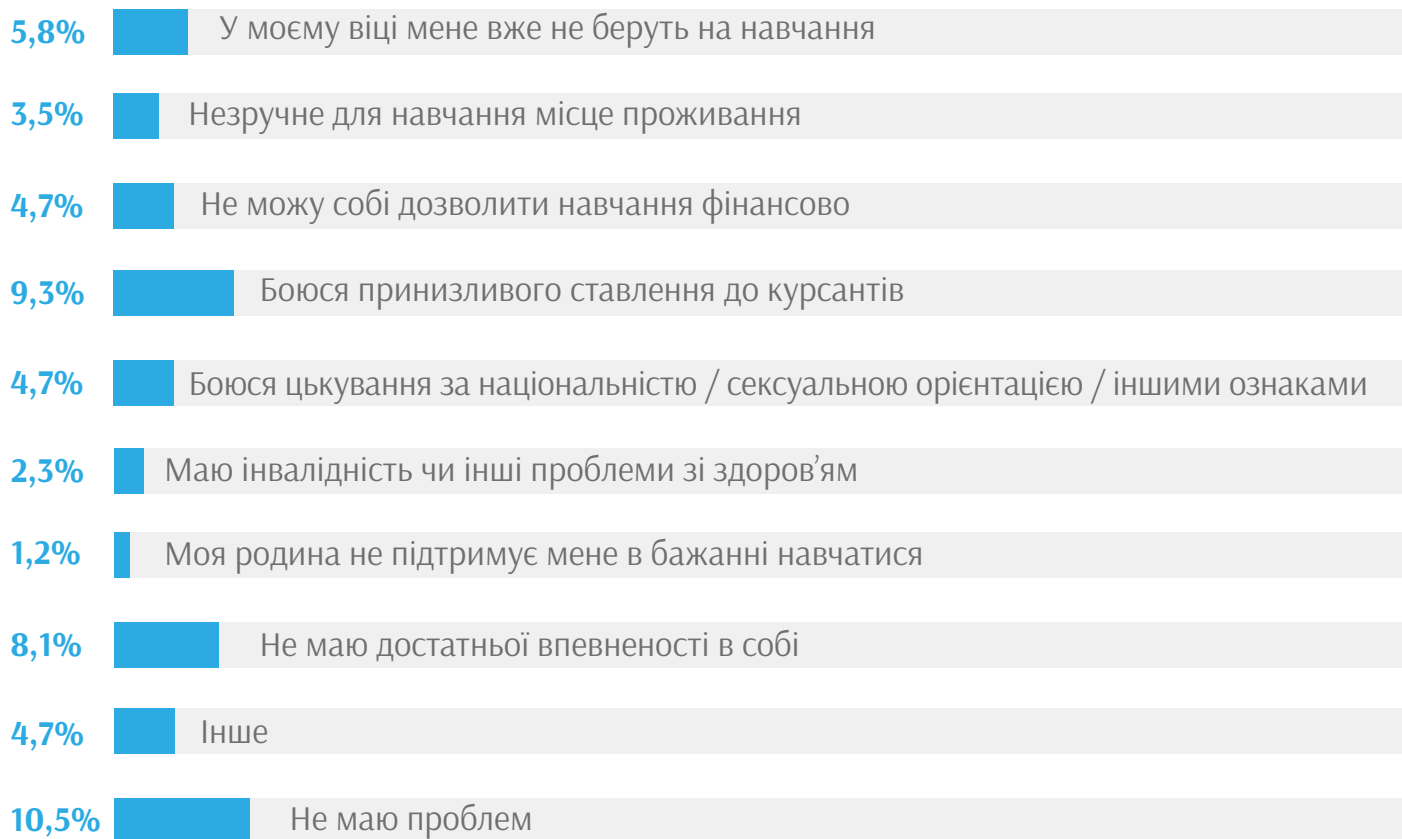 5,8% У моєму віці мене вже не беруть на навчання
3,5% Незручне для навчання місце проживання
4,7% Не можу собі дозволити навчання фінансово
9,3% Боюся принизливого ставлення до курсантів
4,7% Боюся цькування за національністю / сексуальною орієнтацією / іншими ознаками
2,3% Маю інвалідність чи інші проблеми зі здоров’ям
1,2% Моя родина не підтримує мене в бажанні навчатися
8,1% Не маю достатньої впевненості в собі
4,7% Інше
10,5% Не маю проблем